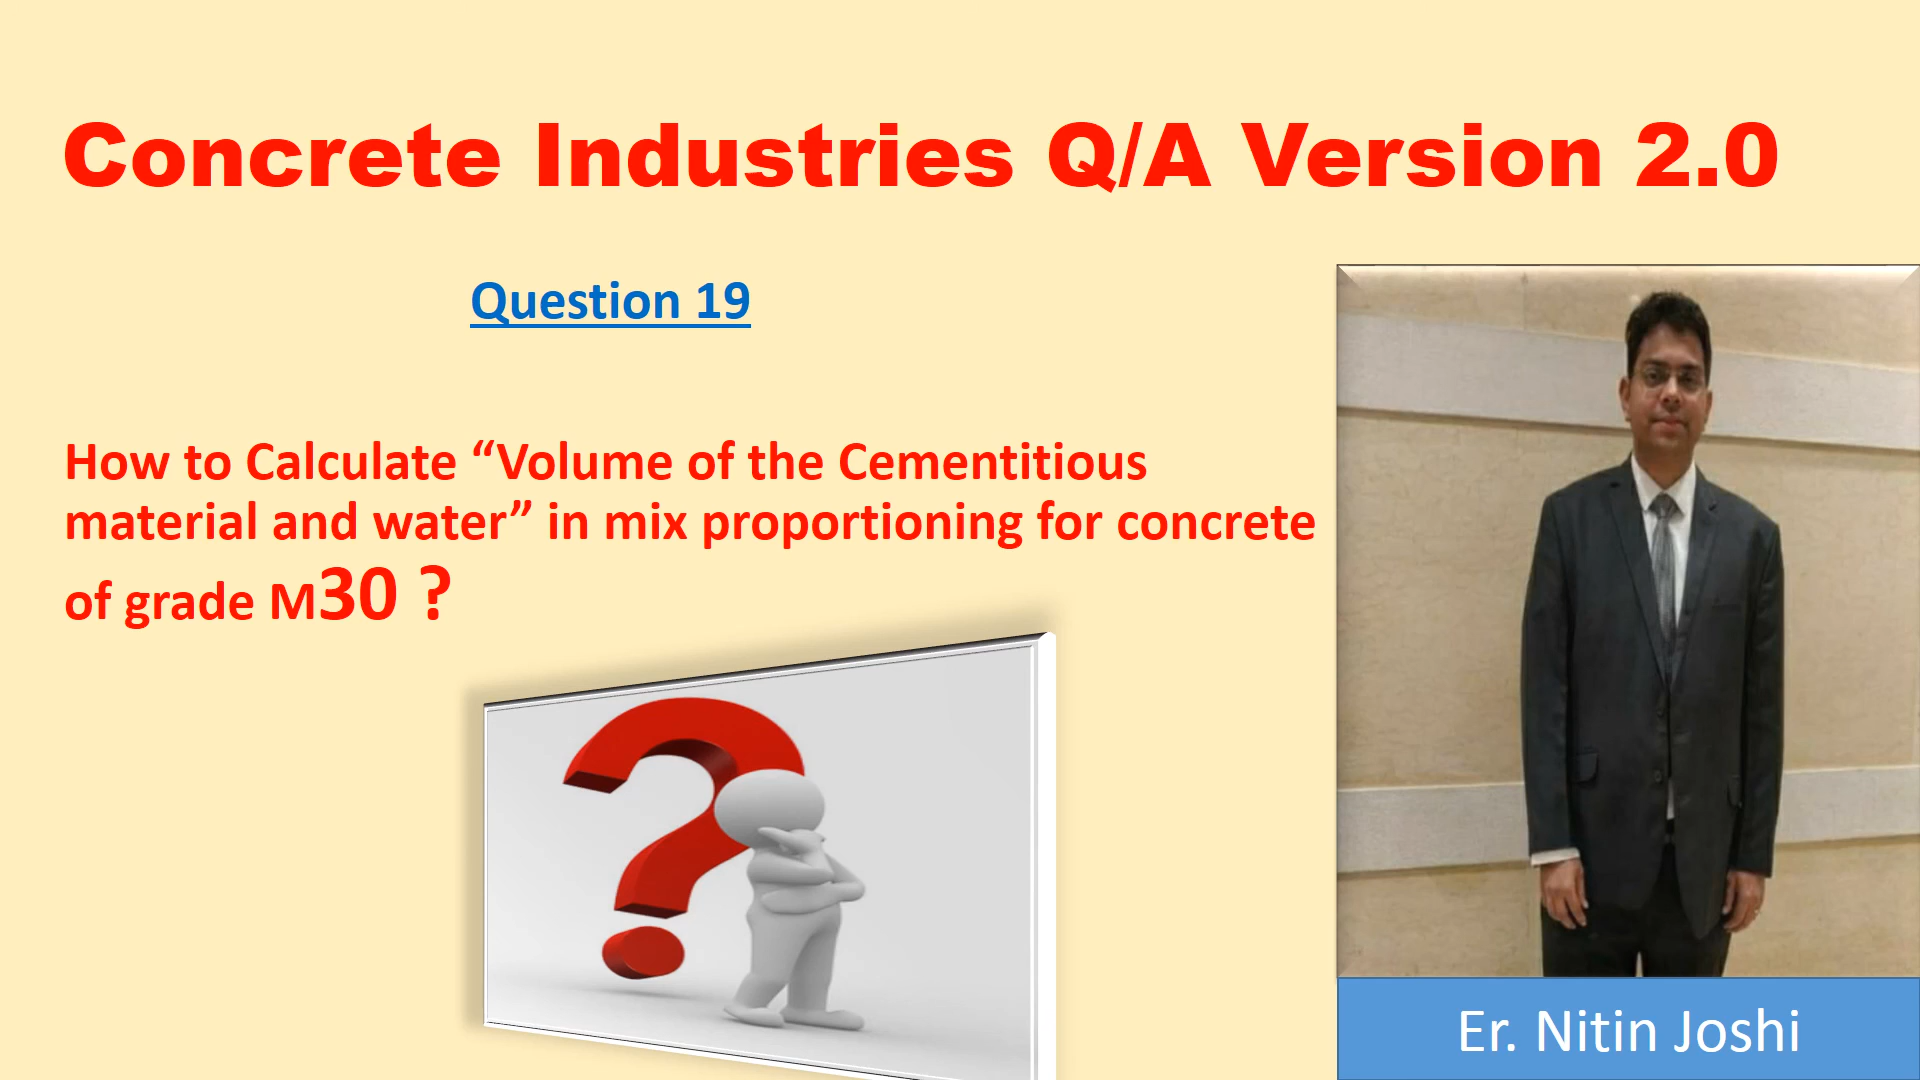 Concrete Industries Q/A Version 2.0
Question 19
How to Calculate “Volume of the Cementitious
material and water” in mix proportioning for concrete
of grade M30 ?
Er. Nitin Joshi